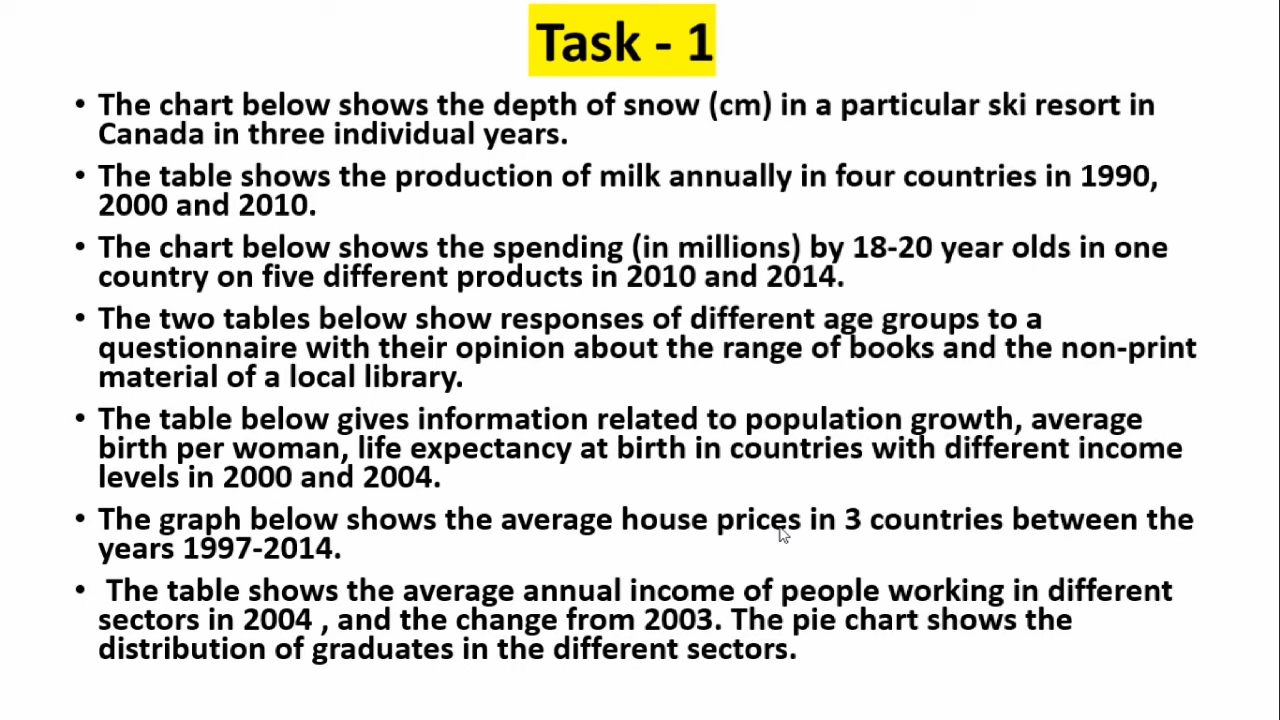 Task - 1
• The chart below shows the depth of snow (cm) in a particular ski resort in
Canada in three individual years.
• The table shows the production of milk annually in four countries in 1990,
2000 and 2010.
• The chart below shows the spending (in millions) by 18-20 year olds in one
country on five different products in 2010 and 2014.
• The two tables below show responses of different age groups to a
questionnaire with their opinion about the range of books and the non-print
material of a local library.
• The table below gives information related to population growth, average
birth per woman, life expectancy at birth in countries with different income
levels in 2000 and 2004.
• The graph below shows the average house prices in 3 countries between the
years 1997-2014.
• The table shows the average annual income of people working in different
sectors in 2004 , and the change from 2003. The pie chart shows the
distribution of graduates in the different sectors.